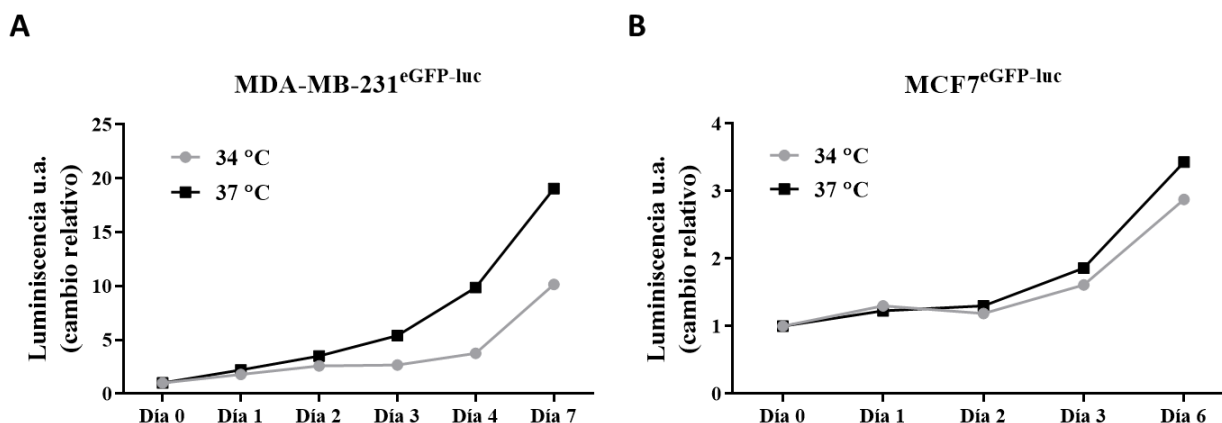 A
MDA-MB-231eGFP-luc
Luminiscencia u.a.
(cambio relativo)
25
20
15
10
5
0
34 °C
37 °C
Día 0 Día 1 Día 2 Día 3 Día 4 Día 7
B
MCF7eGFP-luc
Luminiscencia u.a.
(cambio relativo)
4
3
2
1
0
34 °C
37 °C
Día 0 Día 1 Día 2 Día 3 Día 6